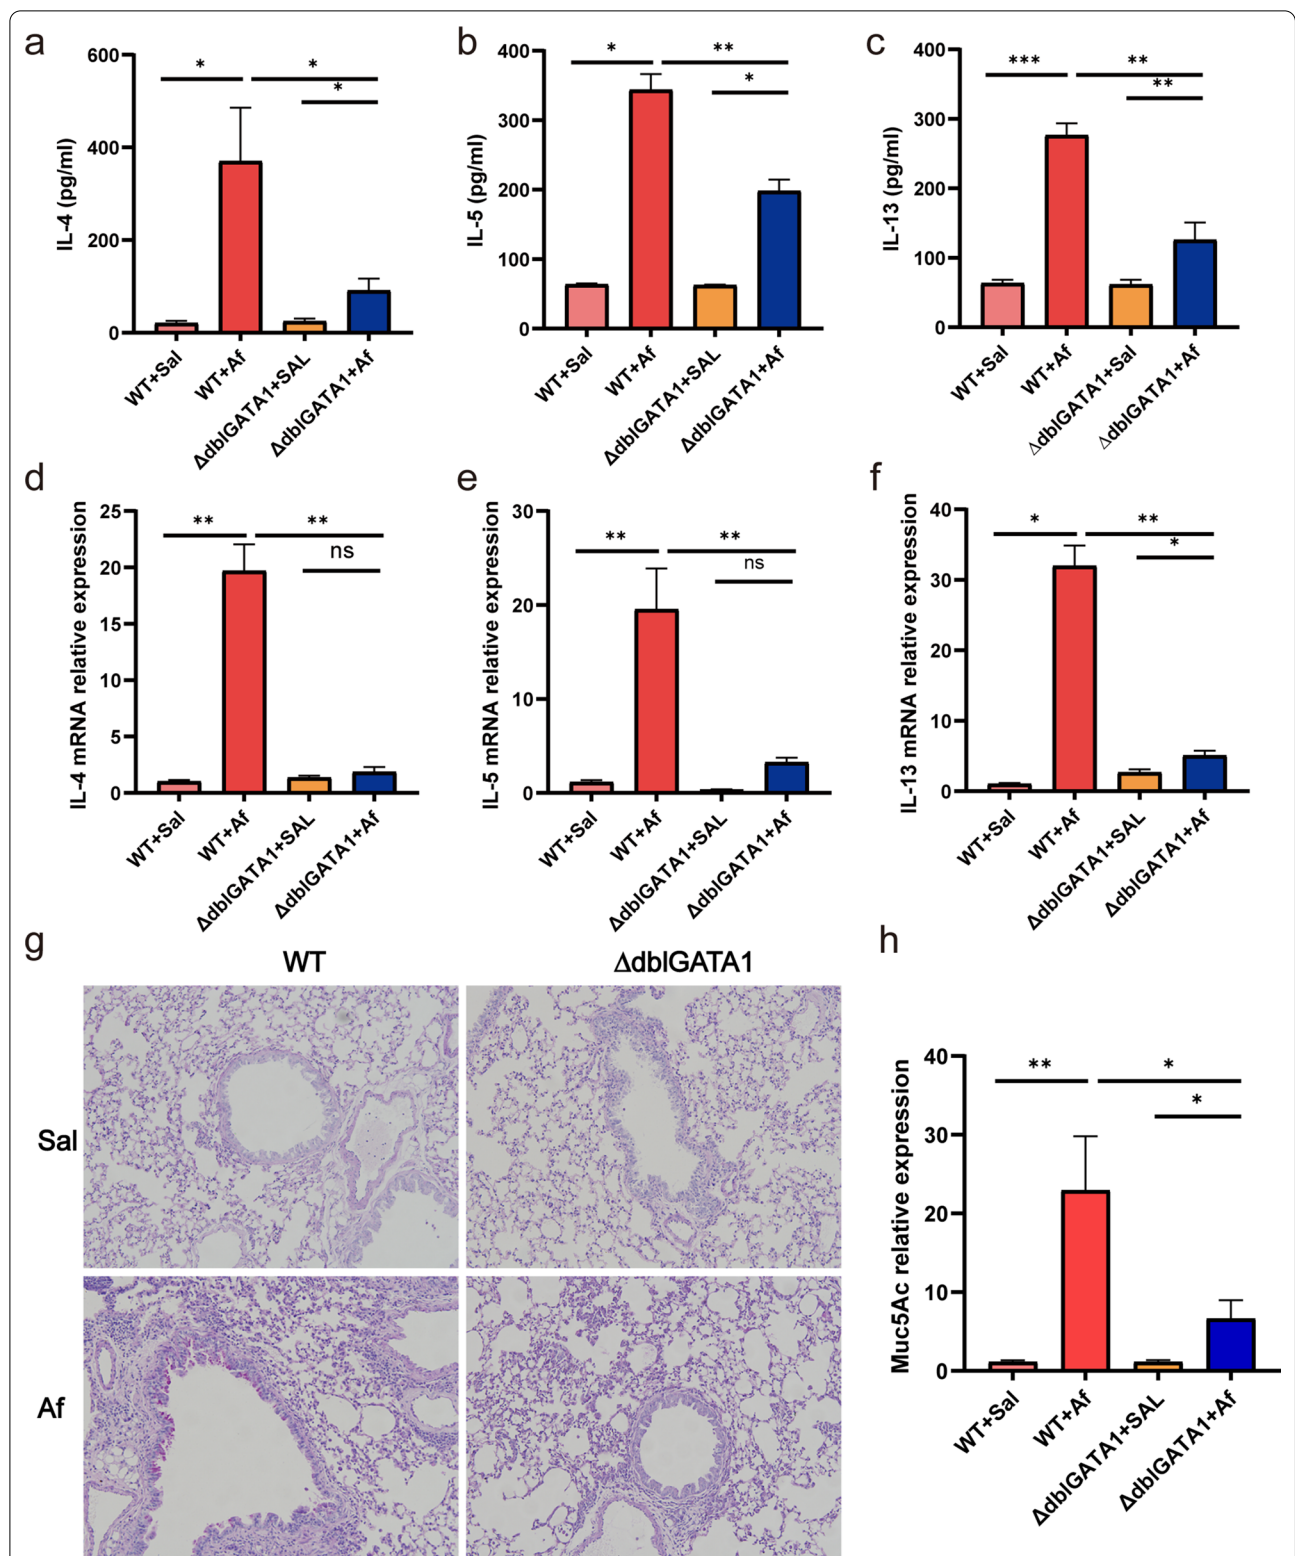 a
600
400
200
0
IL-4 (pg/ml)
* *
*
WT+Sal
WT+Af
ΔdblGATA1+SAL
ΔdblGATA1+Af
b
400
300
200
100
0
IL-5 (pg/ml)
* **
*
WT+Sal
WT+Af
ΔdblGATA1+SAL
ΔdblGATA1+Af
c
400
300
200
100
0
IL-13 (pg/ml)
*** **
**
WT+Sal
WT+Af
ΔdblGATA1+Sal
ΔdblGATA1+Af
d
25
20
15
10
5
0
IL-4 mRNA relative expression
** **
ns
WT+Sal
WT+Af
ΔdblGATA1+SAL
ΔdblGATA1+Af
e
30
20
10
0
IL-5 mRNA relative expression
** **
ns
WT+Sal
WT+Af
ΔdblGATA1+SAL
ΔdblGATA1+Af
f
40
30
20
10
0
IL-13 mRNA relative expression
* **
*
WT+Sal
WT+Af
ΔdblGATA1+SAL
ΔdblGATA1+Af
g
WT ΔdblGATA1
Sal
Af
h
40
30
20
10
0
Muc5Ac relative expression
** *
*
WT+Sal
WT+Af
ΔdblGATA1+SAL
ΔdblGATA1+Af